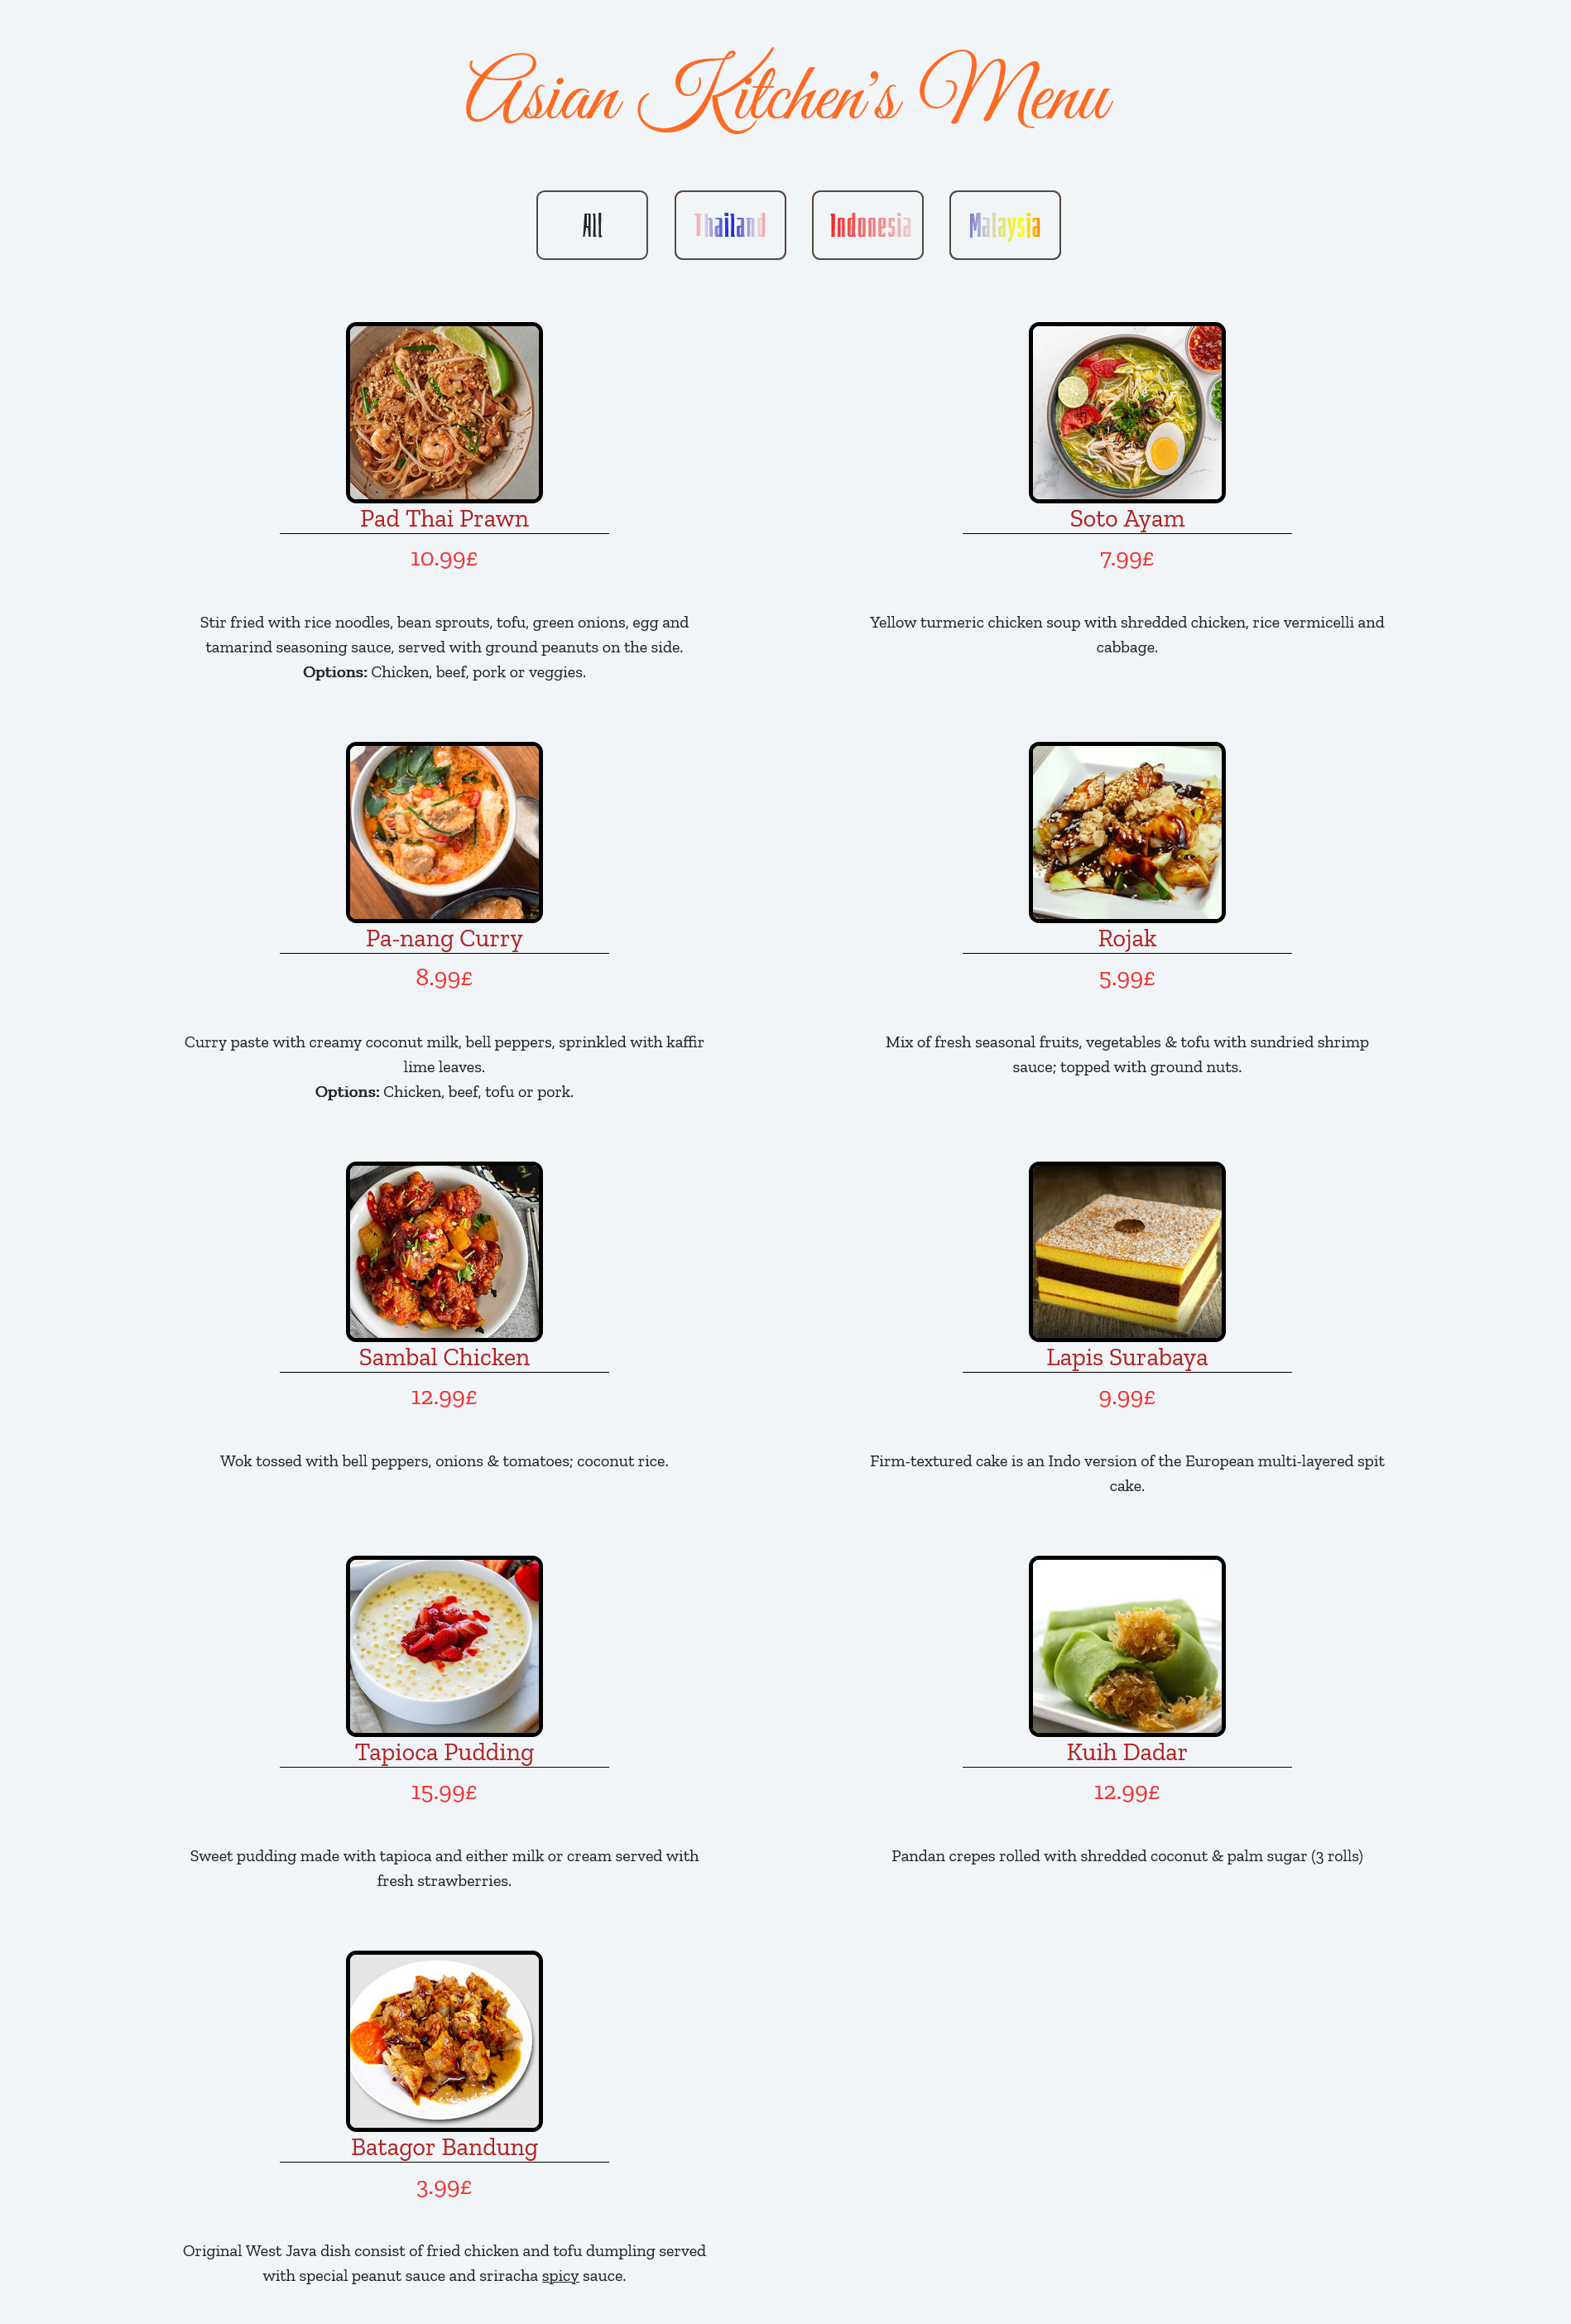 Asian Kitchen's Menu
All
Thailand
Indonesia
Malaysia
Pad Thai Prawn
10.99£
Stir fried with rice noodles, bean sprouts, tofu, green onions, egg and
tamarind seasoning sauce, served with ground peanuts on the side.
Options: Chicken, beef, pork or veggies.
Soto Ayam
7.99£
Yellow turmeric chicken soup with shredded chicken, rice vermicelli and
cabbage.
Pa-nang Curry
8.99£
Curry paste with creamy coconut milk, bell peppers, sprinkled with kaffir
lime leaves.
Options: Chicken, beef, tofu or pork.
Rojak
5.99£
Mix of fresh seasonal fruits, vegetables & tofu with sundried shrimp
sauce; topped with ground nuts.
Sambal Chicken
12.99£
Wok tossed with bell peppers, onions & tomatoes; coconut rice.
Lapis Surabaya
9.99£
Firm-textured cake is an Indo version of the European multi-layered spit
cake.
Tapioca Pudding
15.99£
Sweet pudding made with tapioca and either milk or cream served with
fresh strawberries.
Kuih Dadar
12.99£
Pandan crepes rolled with shredded coconut & palm sugar (3 rolls)
Batagor Bandung
3.99£
Original West Java dish consist of fried chicken and tofu dumpling served
with special peanut sauce and sriracha spicy sauce.